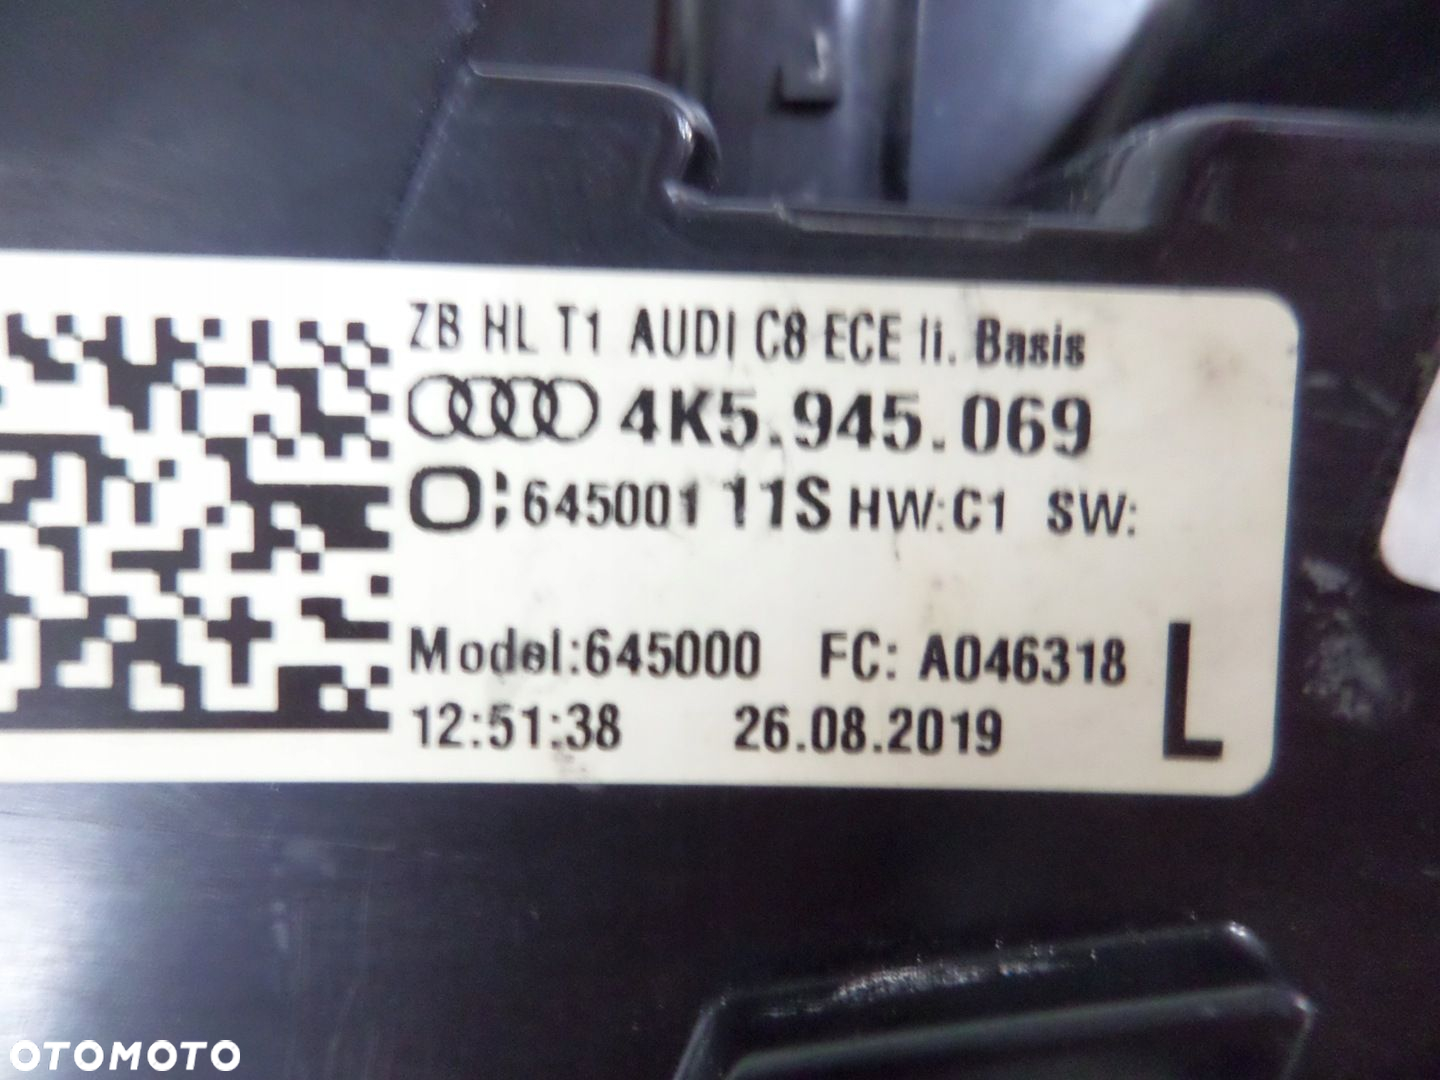 ZB HL T1 AUDI C8 ECE li. Basis
4K5.945.069
O:645001 11S HW:C1 SW:
Model:645000 FC: A046318
12:51:38 26.08.2019
L
OTOMOTO